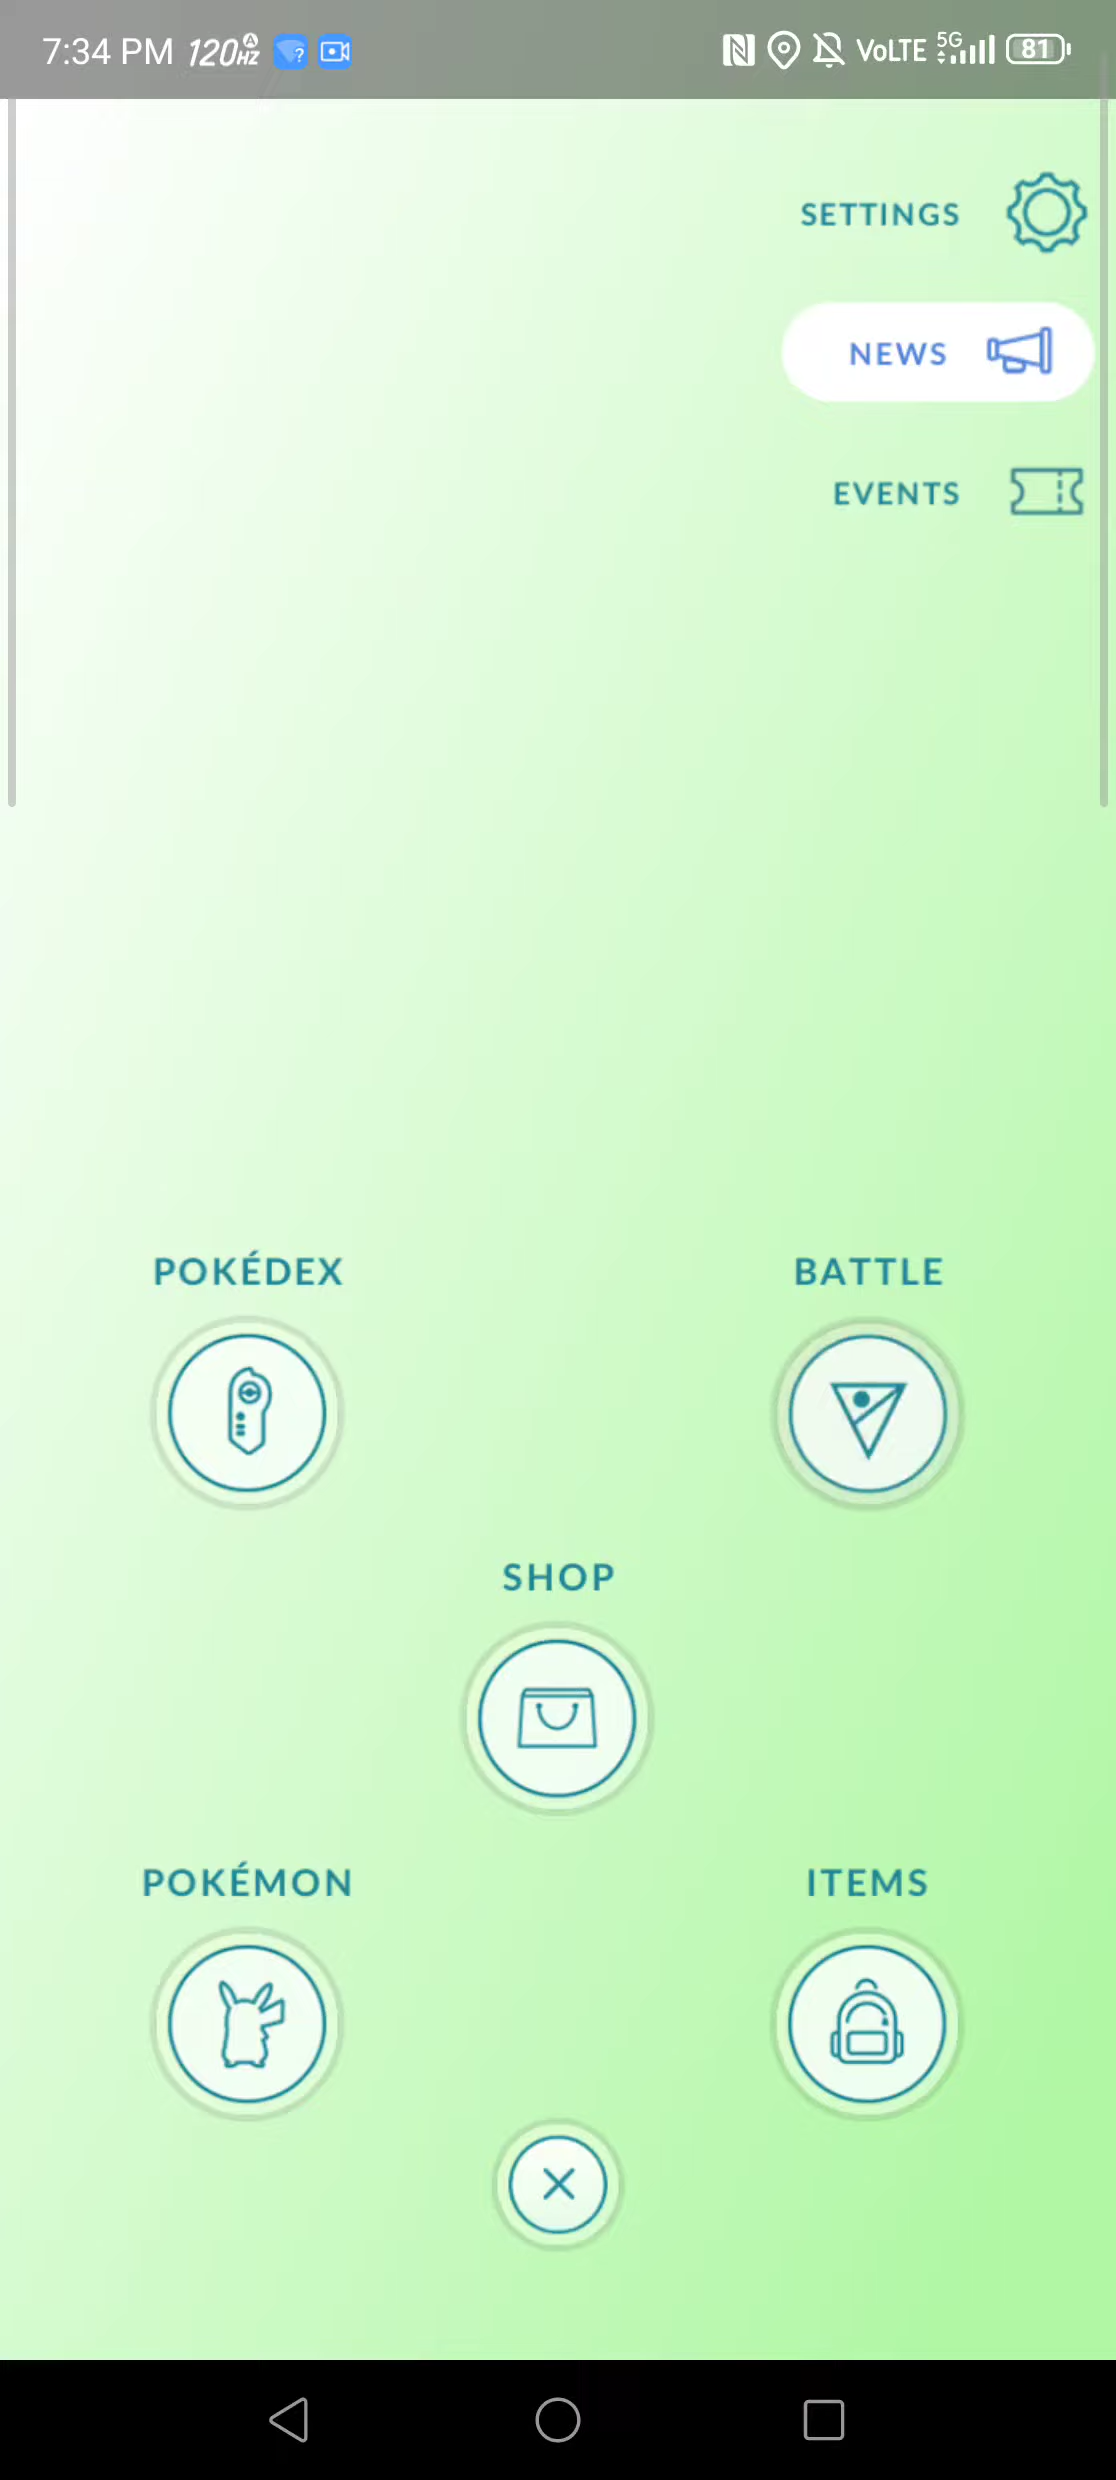 7:34 PM 120HZ A VoLTE 5G 81
SETTINGS
NEWS
EVENTS
POKÉDEX
BATTLE
SHOP
POKÉMON
ITEMS